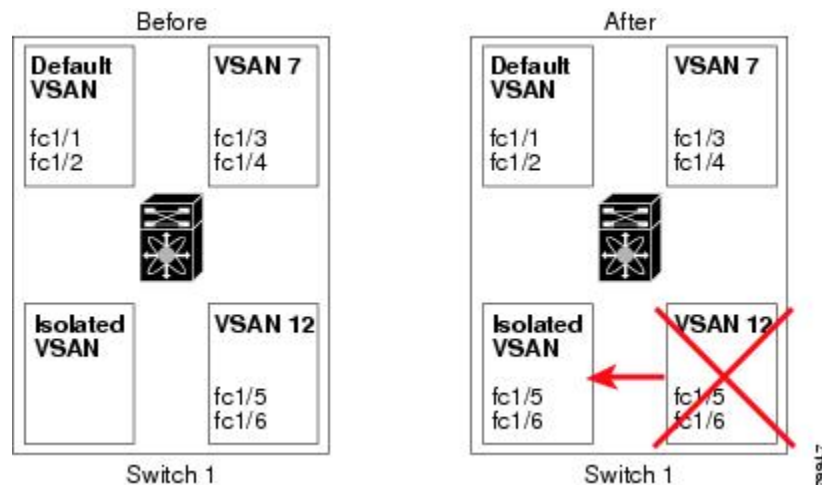 Before
Default
VSAN
fc1/1
fc1/2
VSAN 7
fc1/3
fc1/4
Isolated
VSAN
VSAN 12
fc1/5
fc1/6
Switch 1
After
Default
VSAN
fc1/1
fc1/2
VSAN 7
fc1/3
fc1/4
Isolated
VSAN
fc1/5
fc1/6
VSAN 12
fc1/5
fc1/6
Switch 1